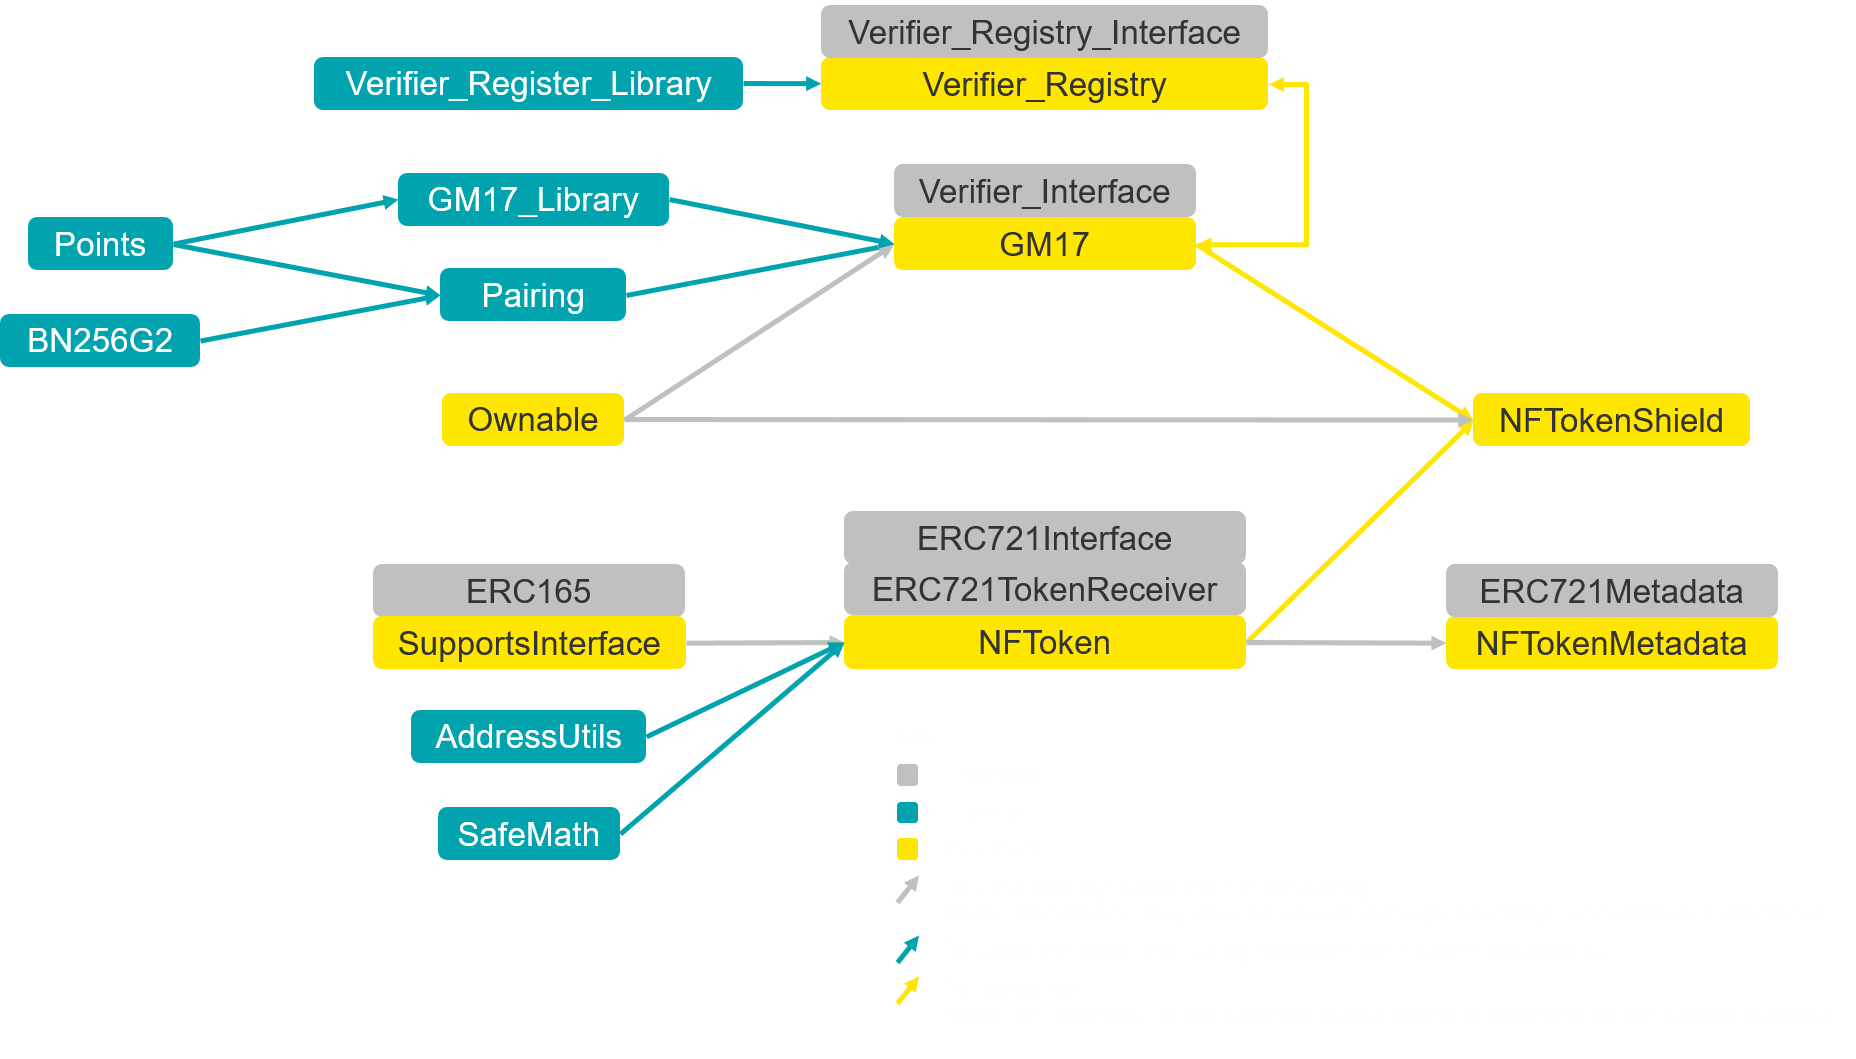 Verifier_Registry_Interface
Verifier_Register_Library
Verifier_Registry
Verifier_Interface
GM17_Library
GM17
Points
Pairing
BN256G2
Ownable
NFTokenShield
ERC721Interface
ERC165
ERC721TokenReceiver
ERC721Metadata
SupportsInterface
NFToken
NFTokenMetadata
AddressUtils
SafeMath